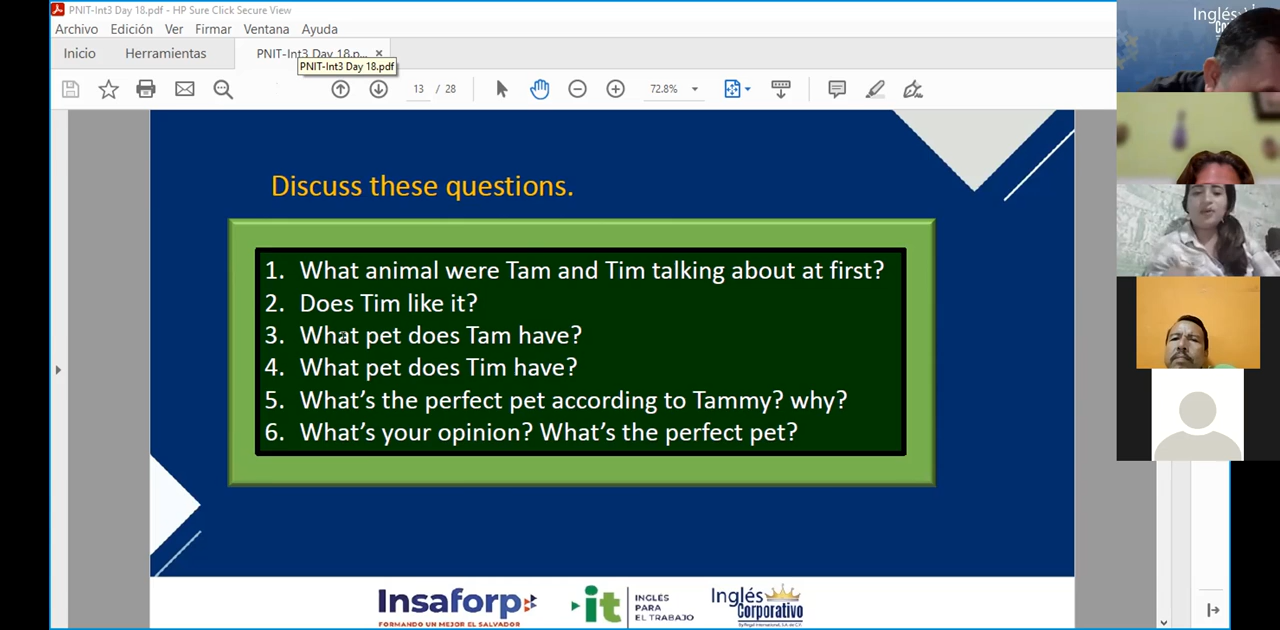 PNIT-Int3 Day 18.pdf - HP Sure Click Secure View
Archivo Edición Ver Firmar Ventana Ayuda
Inicio Herramientas PNIT-Int3 Day 18.p... ×
PNIT-Int3 Day 18.pdf
13 / 28 72.8%
Inglés
Discuss these questions.
1. What animal were Tam and Tim talking about at first?
2. Does Tim like it?
3. What pet does Tam have?
4. What pet does Tim have?
5. What's the perfect pet according to Tammy? why?
6. What's your opinion? What's the perfect pet?
Insaforp
FORMANDO UN MEJOR EL SALVADOR
it
INGLÉS
PARA
EL TRABAJO
Inglés
Corporativo